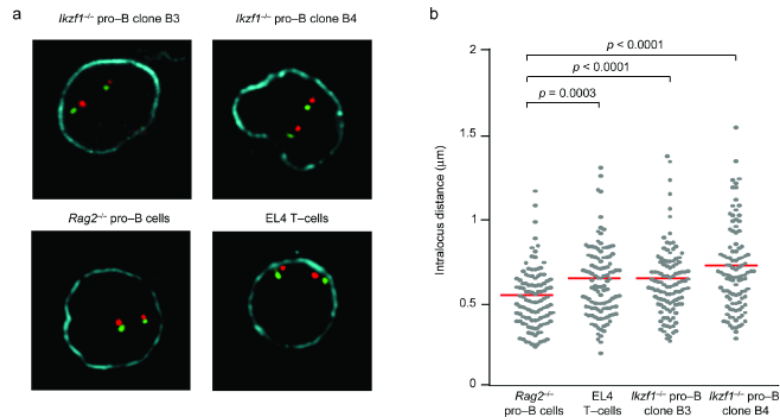 a
Ikzf1⁻/⁻ pro–B clone B3
Ikzf1⁻/⁻ pro–B clone B4
Rag2⁻/⁻ pro–B cells
EL4 T–cells
b
Intralocus distance (μm)
2
1.5
1
0.5
0
p < 0.0001
p < 0.0001
p = 0.0003
Rag2⁻/⁻
pro–B cells
EL4
T–cells
Ikzf1⁻/⁻ pro–B
clone B3
Ikzf1⁻/⁻ pro–B
clone B4